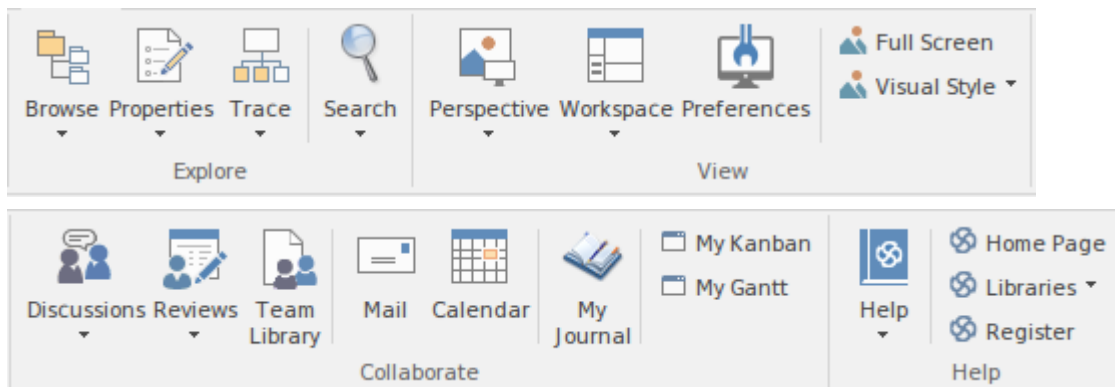 Browse Properties Trace Search Perspective Workspace Preferences Full Screen
Visual Style
Explore View
Discussions Reviews Team Library Mail Calendar My Journal My Kanban
My Gantt
Help Home Page
Libraries
Register
Collaborate Help